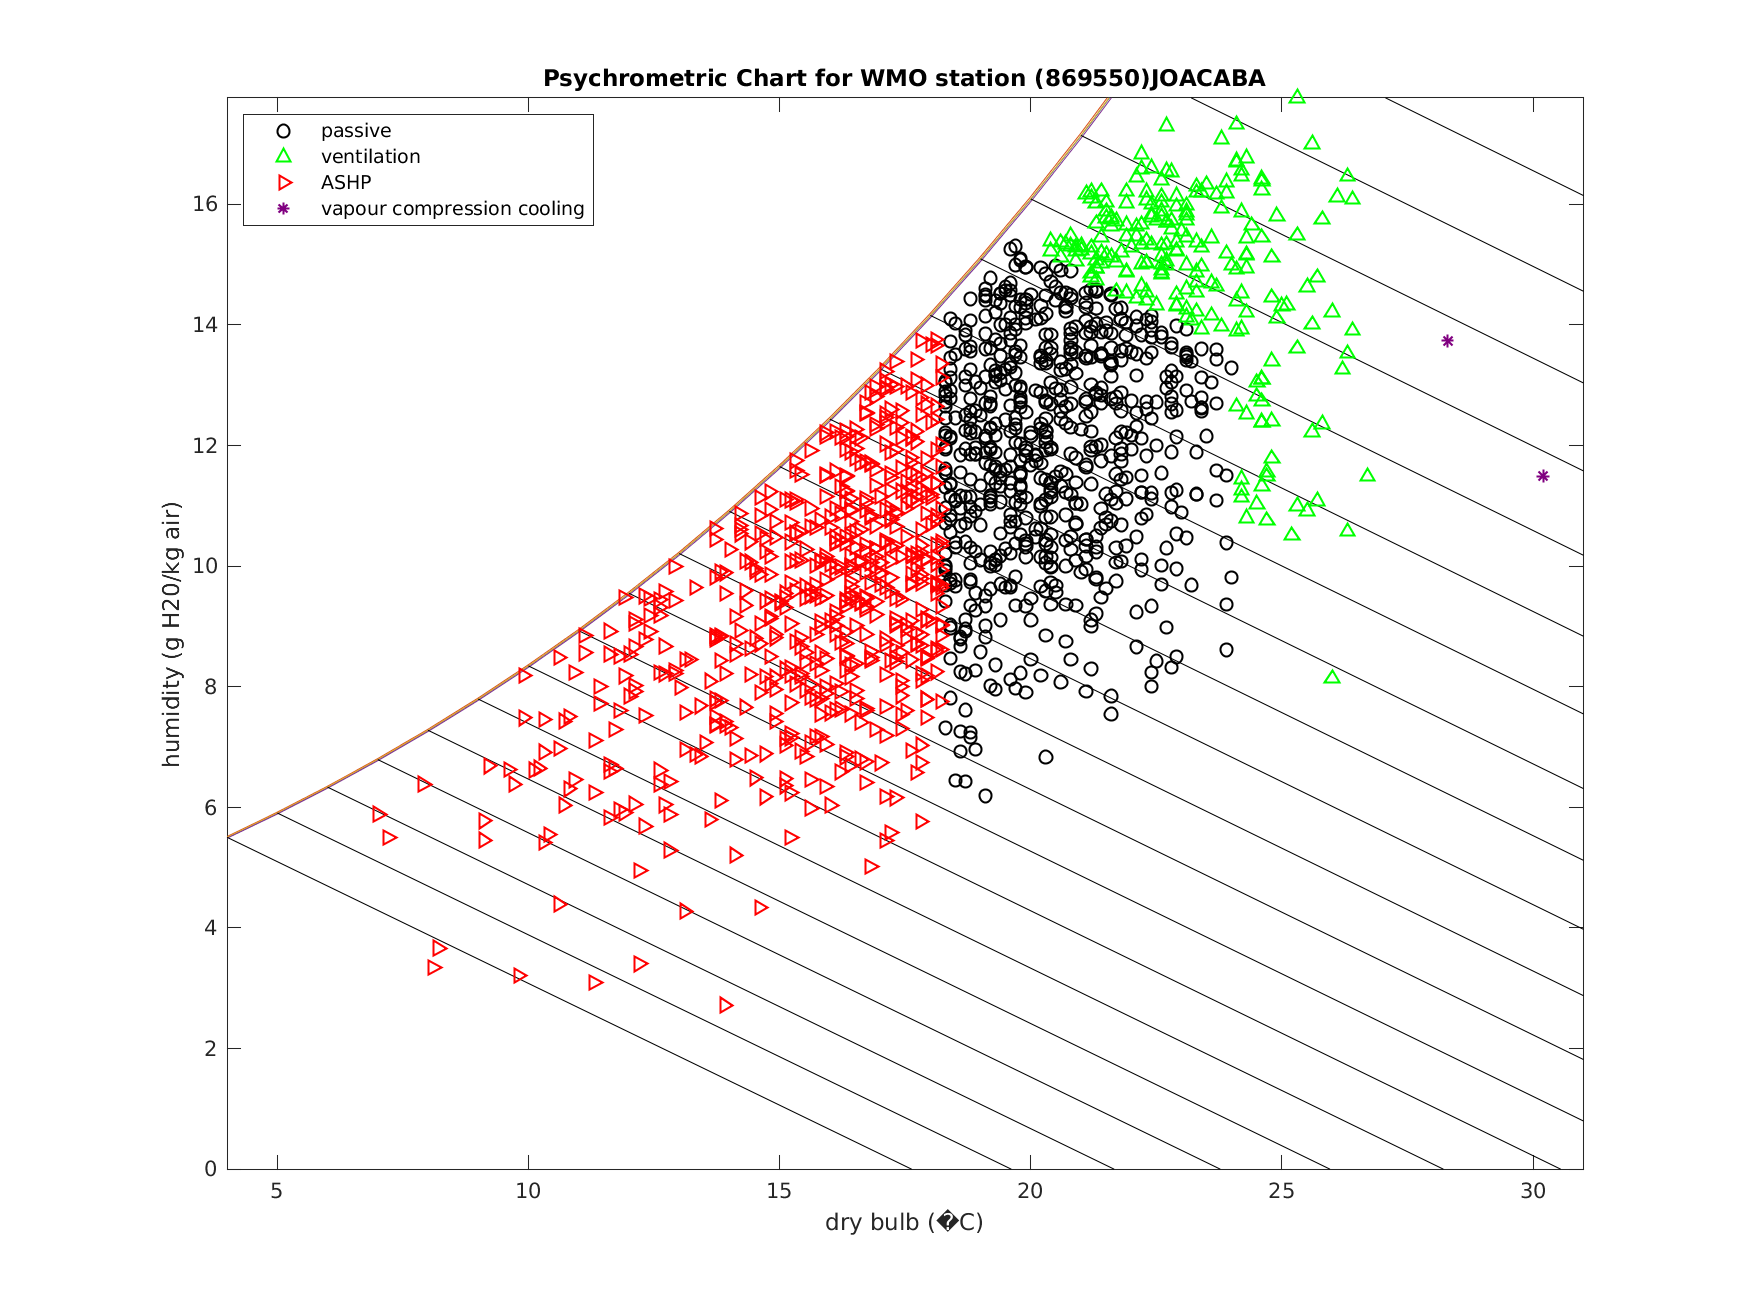 Psychrometric Chart for WMO station (869550)JOACABA
passive
ventilation
ASHP
vapour compression cooling
humidity (g H20/kg air)
16
14
12
10
8
6
4
2
0
5 10 15 20 25 30
dry bulb (�C)